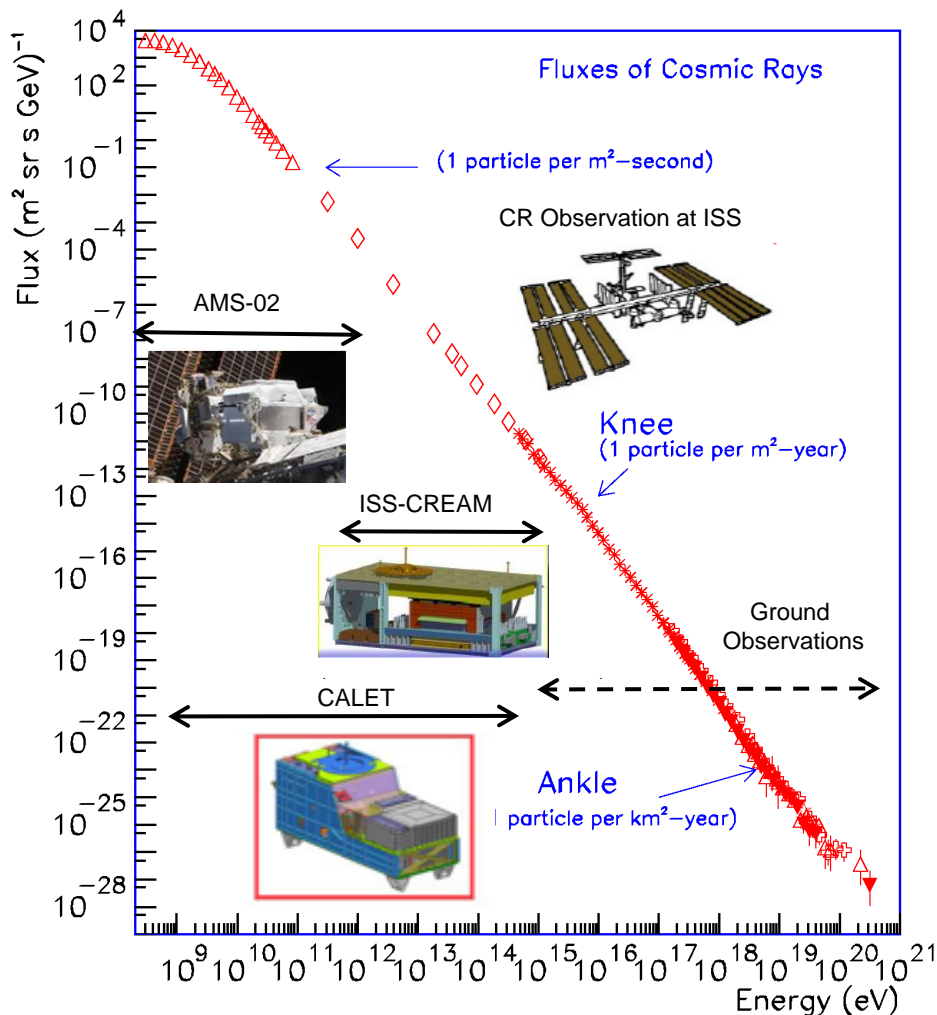 Fluxes of Cosmic Rays
(1 particle per m²−second)
CR Observation at ISS
AMS-02
Knee
(1 particle per m²−year)
ISS-CREAM
Ground
Observations
CALET
Ankle
particle per km²−year)
Flux (m² sr s GeV)⁻¹
10⁴
10²
10⁻¹
10⁻⁴
10⁻⁷
10⁻⁸
10⁻¹⁰
10⁻¹³
10⁻¹⁶
10⁻¹⁹
10⁻²²
10⁻²⁵
10⁻²⁸
10⁹ 10¹⁰ 10¹¹ 10¹² 10¹³ 10¹⁴ 10¹⁵ 10¹⁶ 10¹⁷ 10¹⁸ 10¹⁹ 10²⁰ 10²¹
Energy (eV)